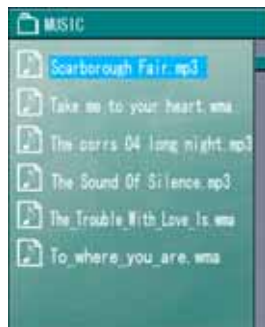 MUSIC
Scarborough Fair.mp3
Take me to your heart.wma
The corrs 04 long night.mp3
The Sound Of Silence.mp3
The_Trouble_With_Love_Is.wma
To_where_you_are.wma